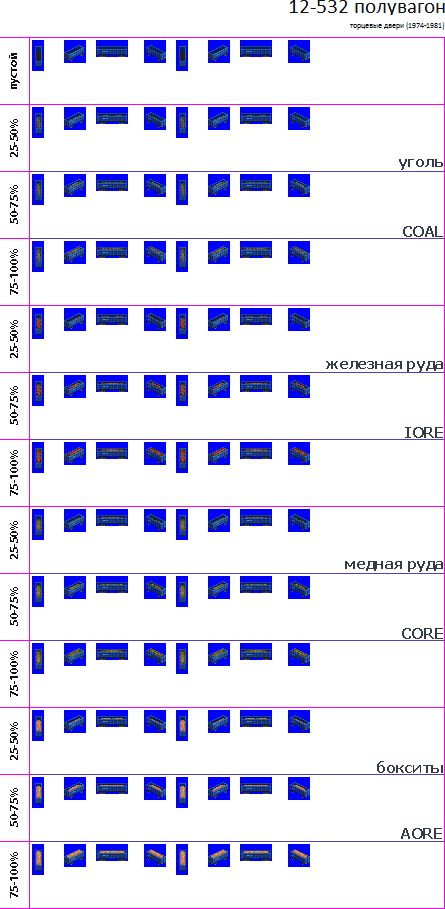 12-532 полувагон
торцевые двери (1974-1981)
пустой
25-50%
уголь
50-75%
COAL
75-100%
25-50%
железная руда
50-75%
IORE
75-100%
25-50%
медная руда
50-75%
CORE
75-100%
25-50%
бокситы
50-75%
AORE
75-100%